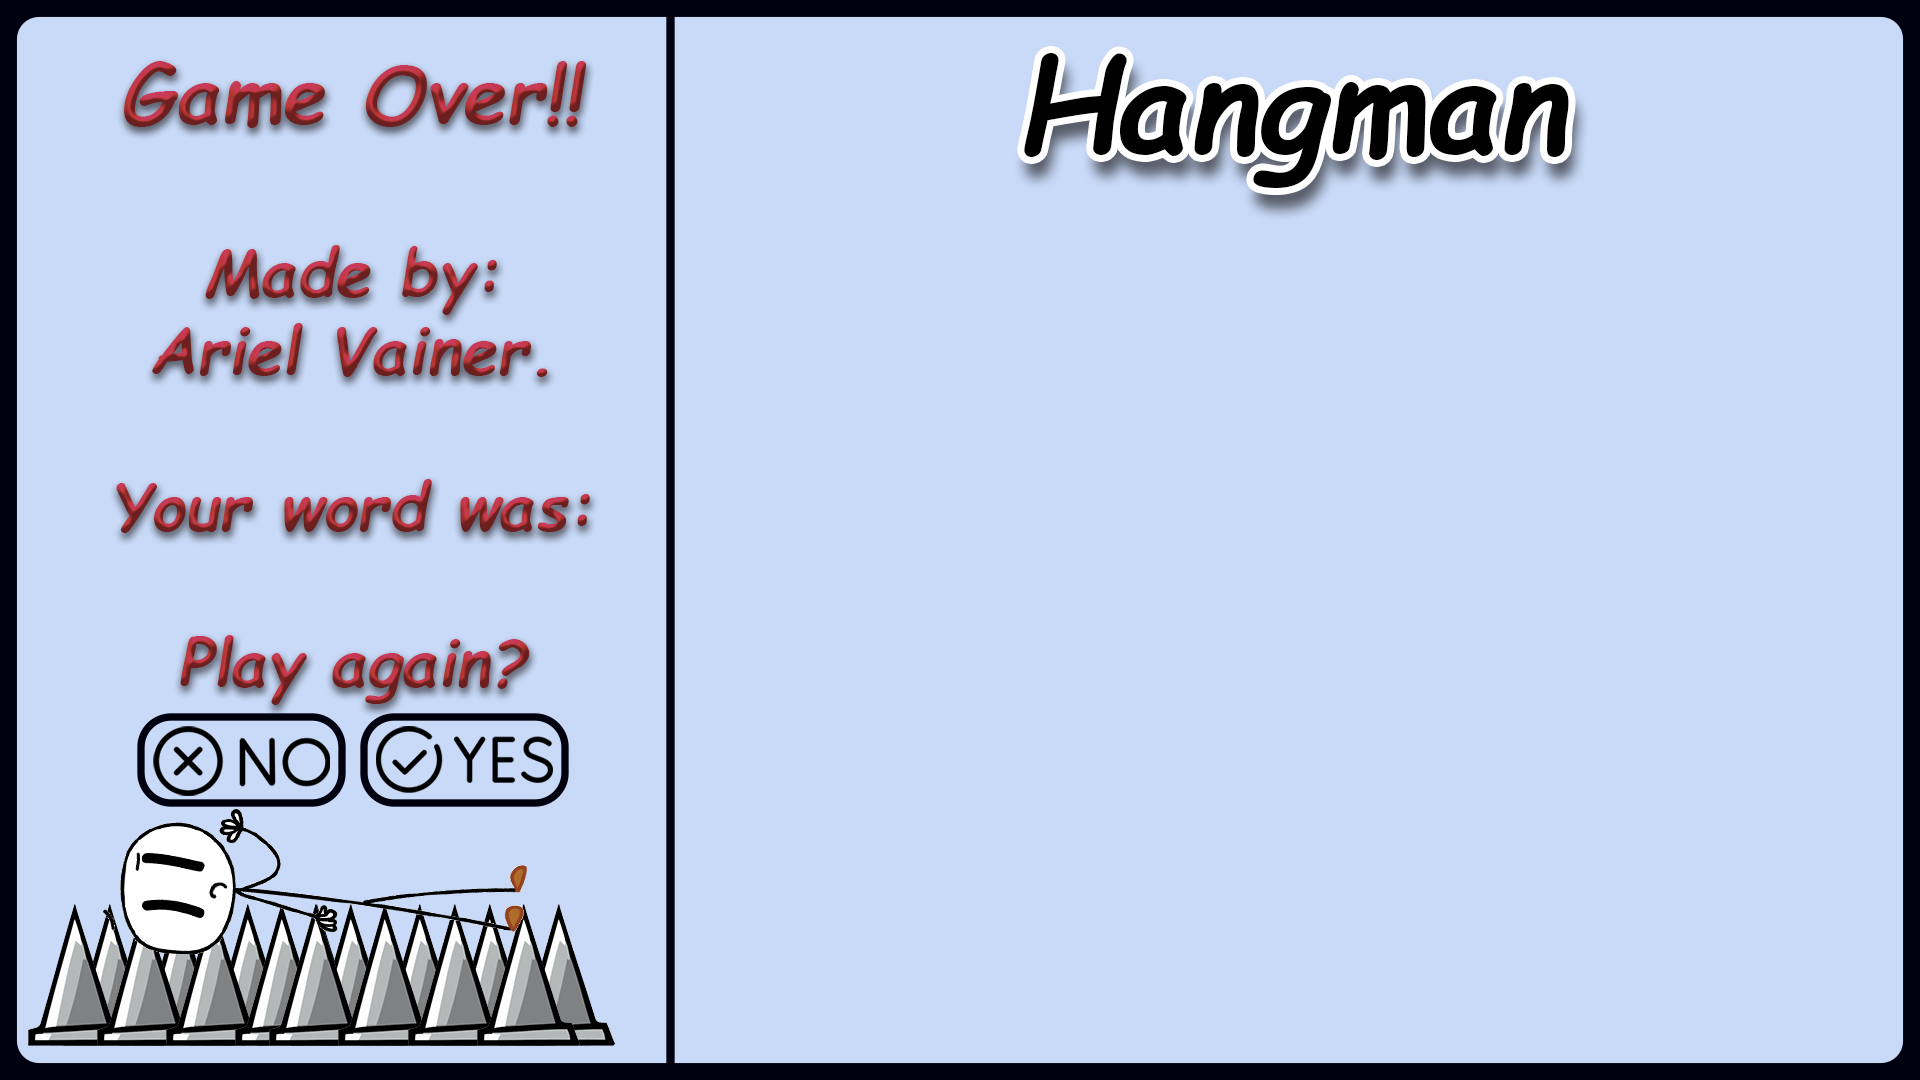 Game Over!!
Made by:
Ariel Vainer.
Your word was:
Play again?
NO YES
Hangman